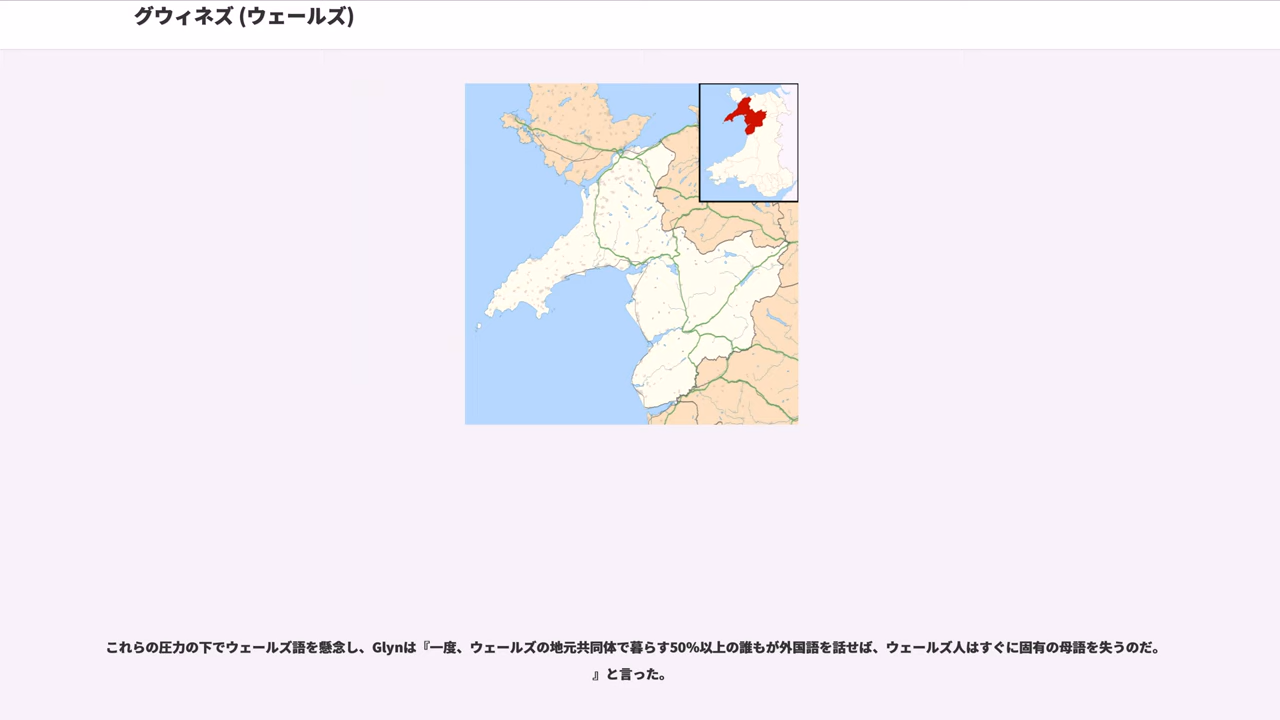 グウィネズ (ウェールズ)
これらの圧力の下でウェールズ語を懸念し、Glynは『一度、ウェールズの地元共同体で暮らす50%以上の誰もが外国語を話せば、ウェールズ人はすぐに固有の母語を失うのだ。
』と言った。